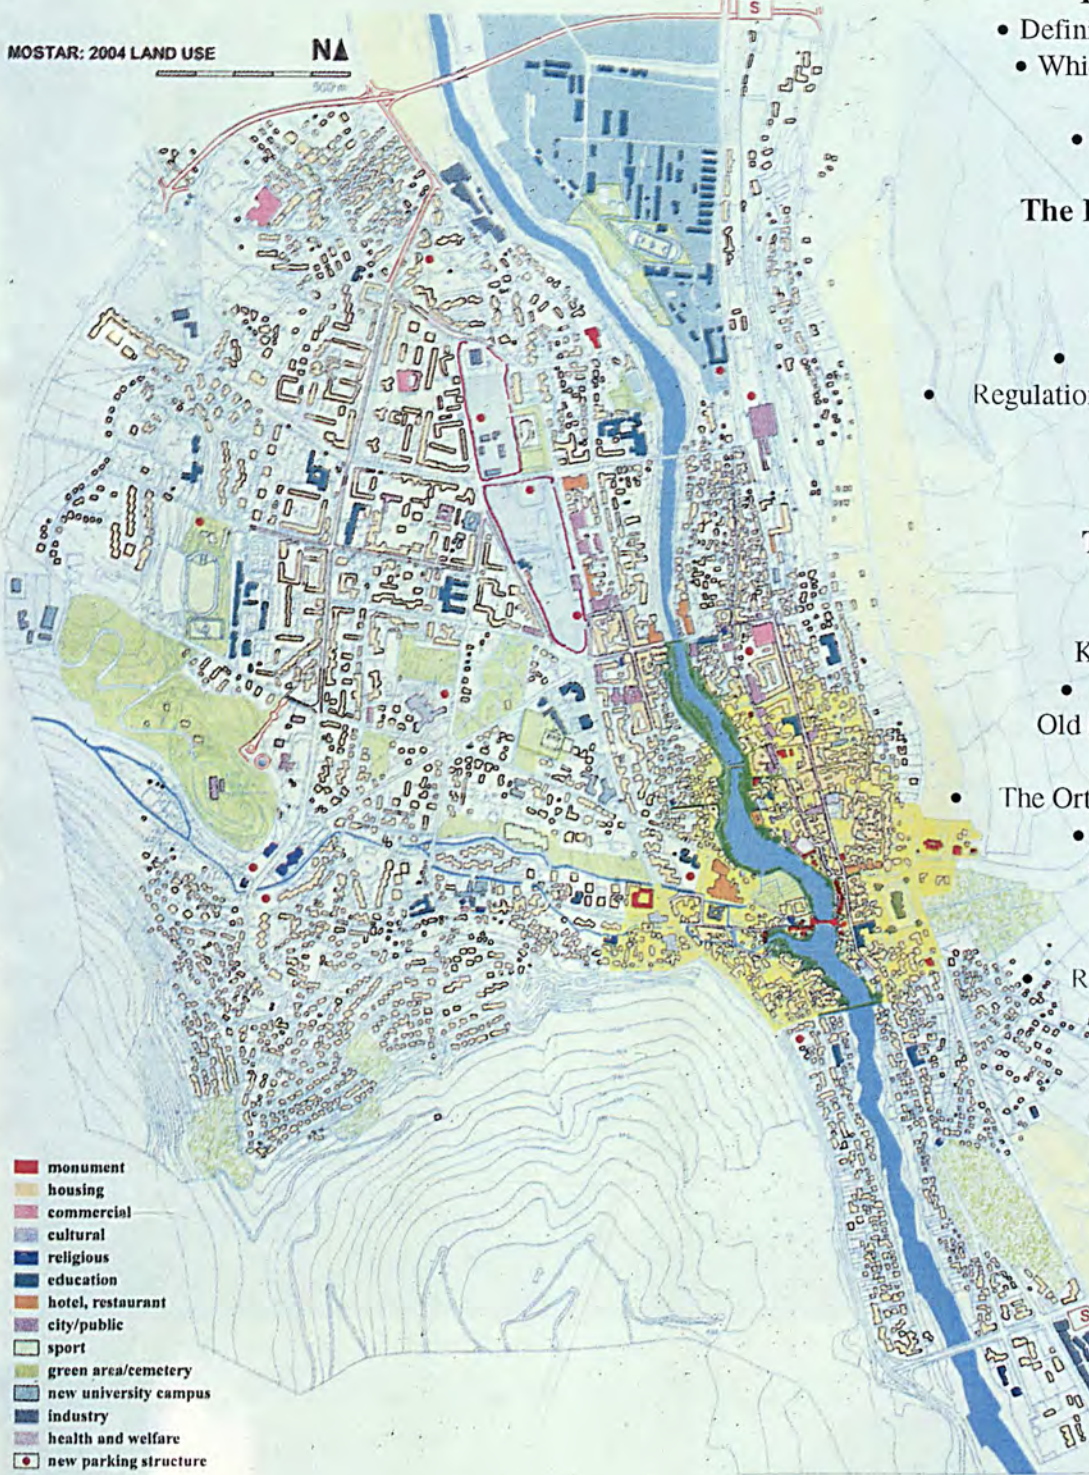 S
MOSTAR: 2004 LAND USE
N
500 m
• Defin
• Whi
•
The
•
• Regulation
T
K
•
Old
• The Ort
•
• R
S
monument
housing
commercial
cultural
religious
education
hotel, restaurant
city/public
sport
green area/cemetery
new university campus
industry
health and welfare
new parking structure